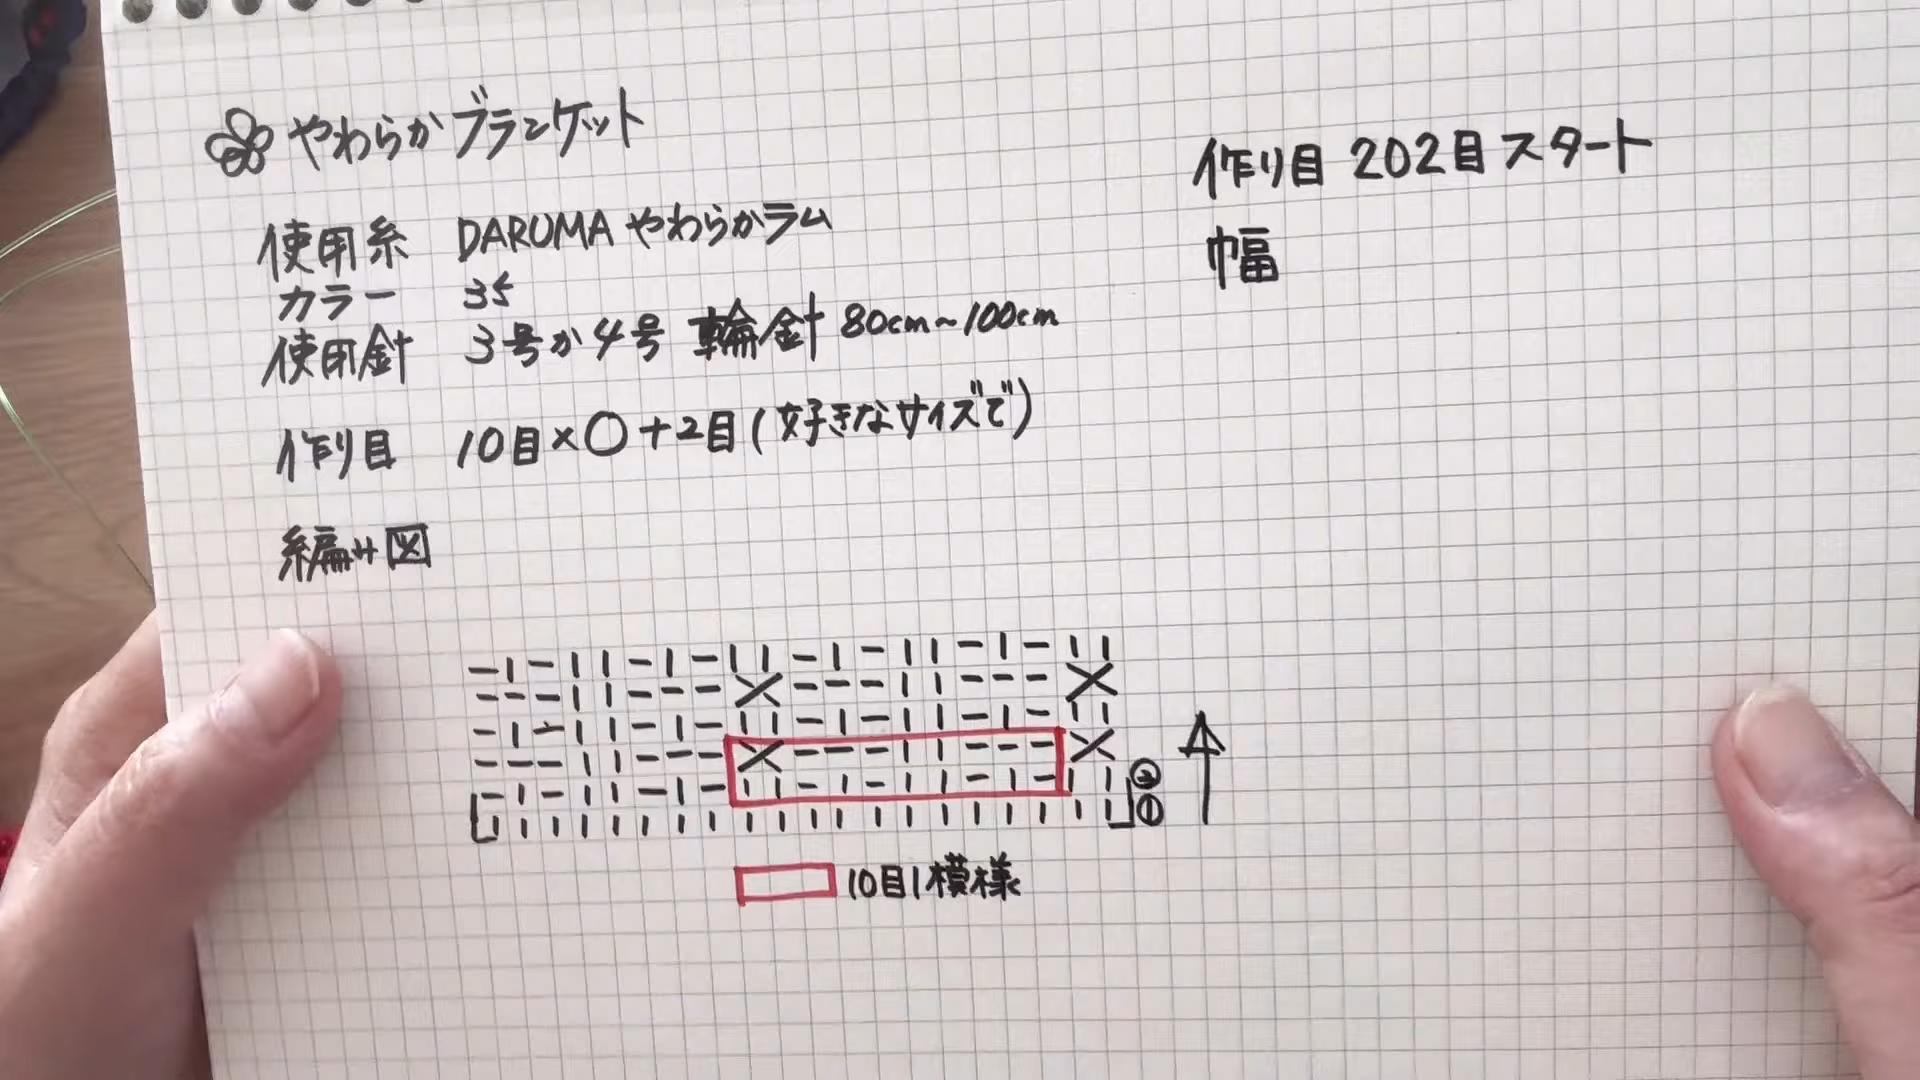 やわらかブランケット
使用糸 DARUMA やわらかラム
カラー 35
使用針 3号か4号 輪針 80cm~100cm
作り目 10目×○+2目(好きなサイズで)
編み図
②
①
10目1模様
作り目 202目スタート
幅